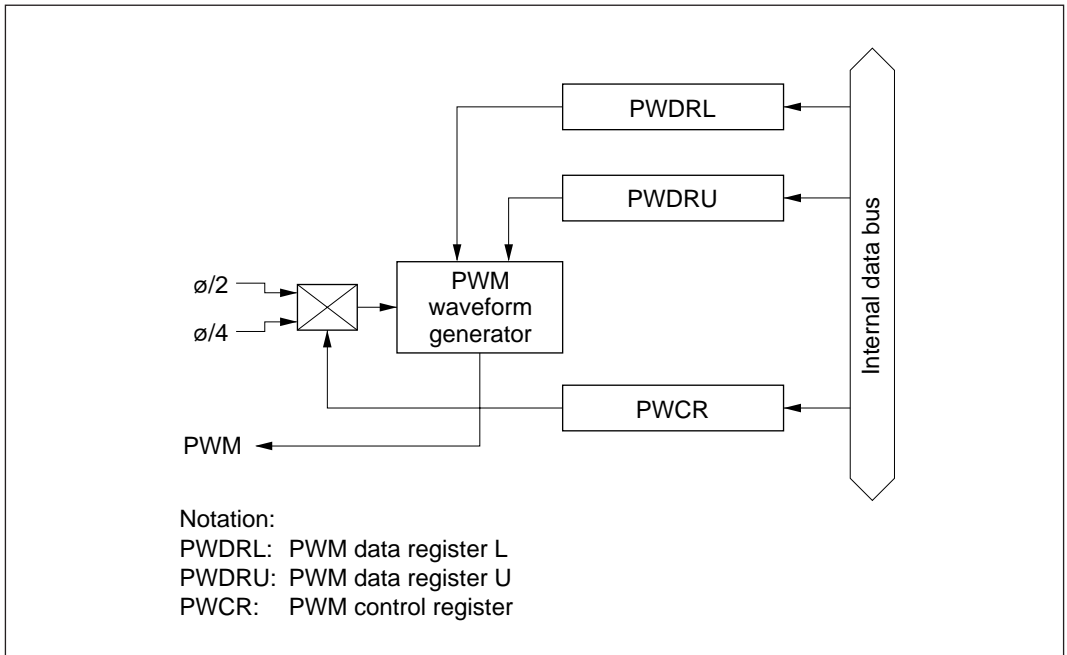 PWDRL
PWDRU
Internal data bus
ø/2
ø/4
PWM
waveform
generator
PWCR
PWM
Notation:
PWDRL: PWM data register L
PWDRU: PWM data register U
PWCR: PWM control register